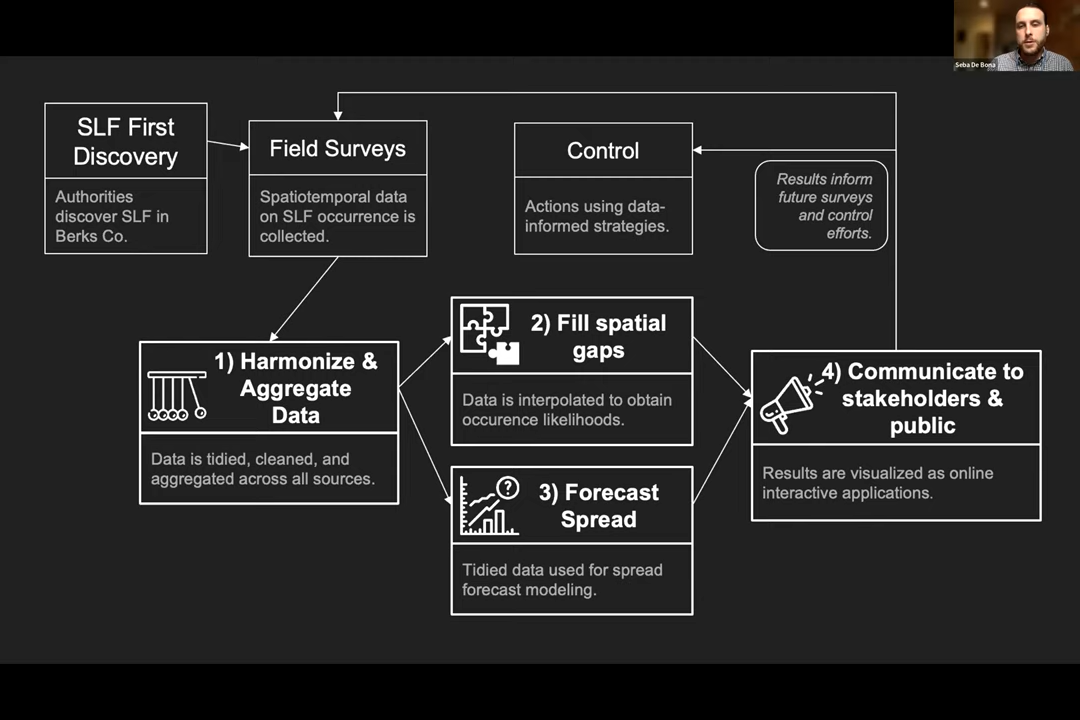 Seba De Bona
SLF First
Discovery
Authorities
discover SLF in
Berks Co.
Field Surveys
Spatiotemporal data
on SLF occurrence is
collected.
Control
Actions using data-
informed strategies.
Results inform
future surveys
and control
efforts.
1) Harmonize &
Aggregate
Data
Data is tidied, cleaned, and
aggregated across all sources.
2) Fill spatial
gaps
Data is interpolated to obtain
occurence likelihoods.
?
3) Forecast
Spread
Tidied data used for spread
forecast modeling.
4) Communicate to
stakeholders &
public
Results are visualized as online
interactive applications.